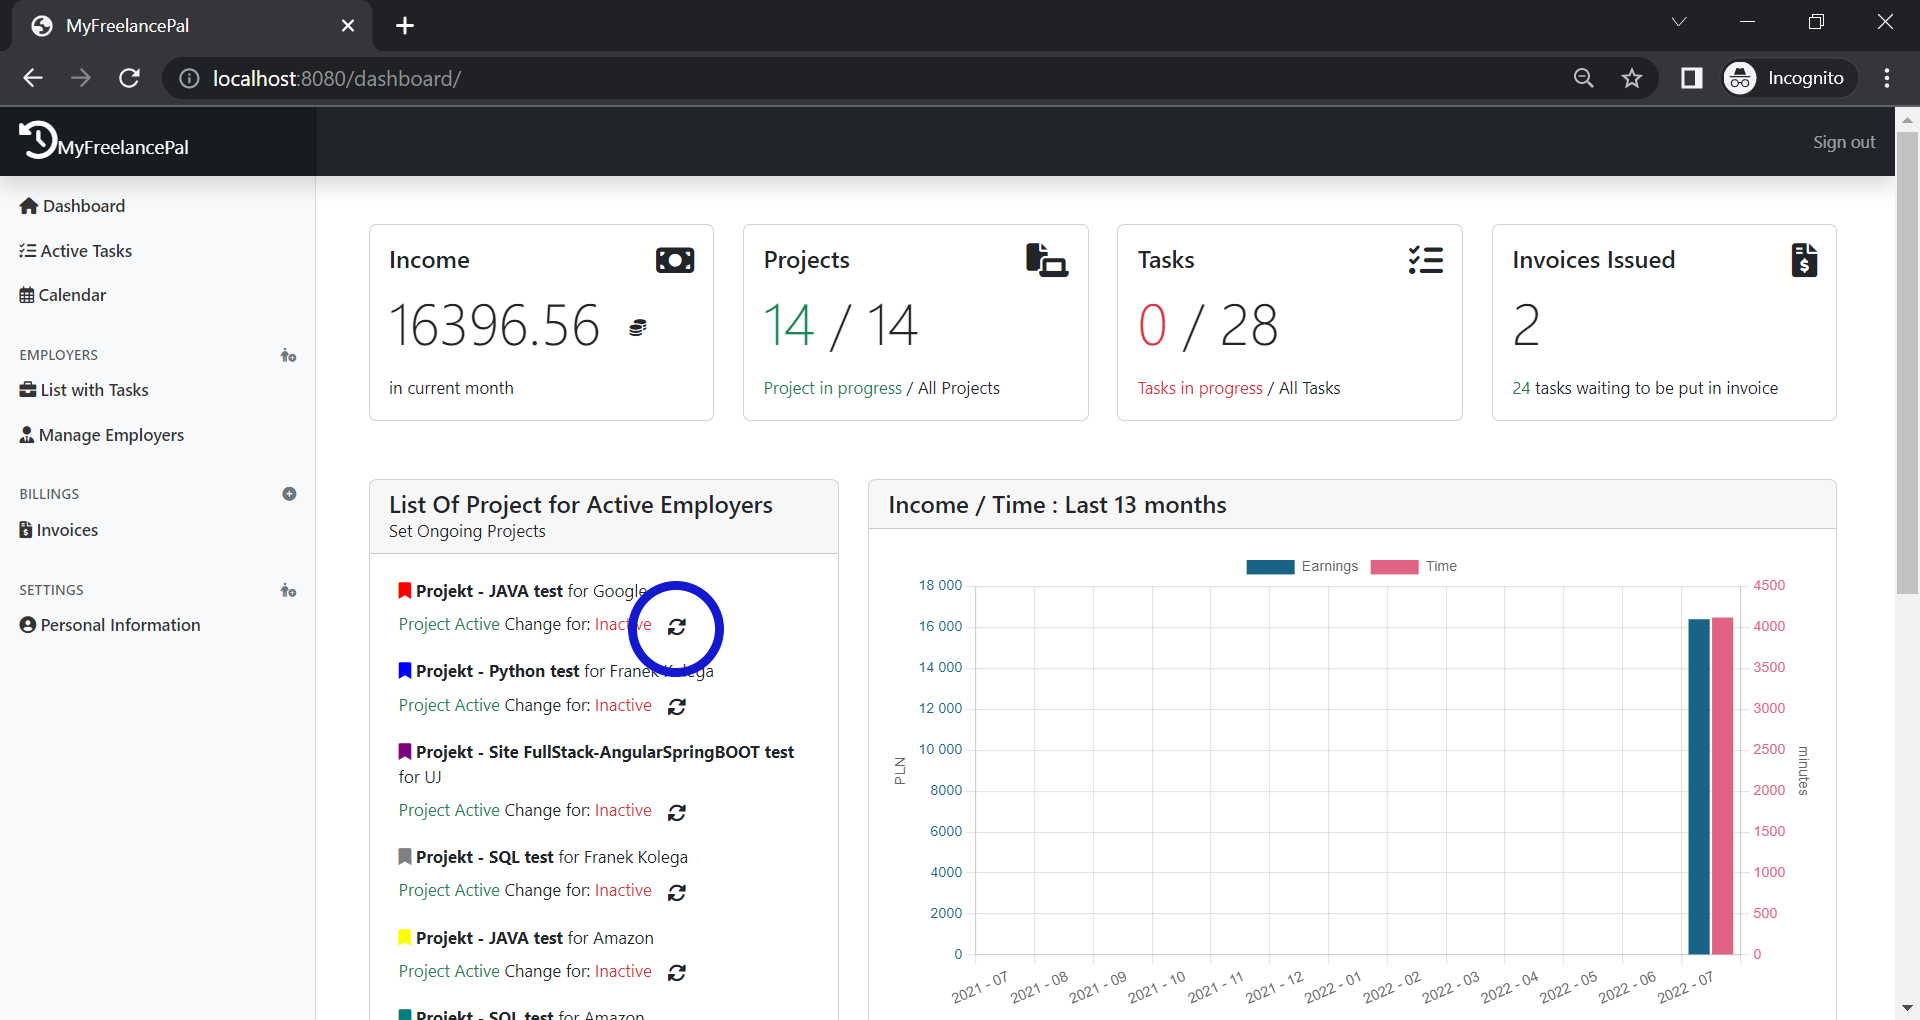 MyFreelancePal
localhost:8080/dashboard/
Incognito
MyFreelancePal
Sign out
Dashboard
Active Tasks
Calendar
EMPLOYERS
List with Tasks
Manage Employers
BILLINGS
Invoices
SETTINGS
Personal Information
Income
16396.56
in current month
Projects
14 / 14
Project in progress / All Projects
Tasks
0 / 28
Tasks in progress / All Tasks
Invoices Issued
2
24 tasks waiting to be put in invoice
List Of Project for Active Employers
Set Ongoing Projects
Projekt - JAVA test for Google
Project Active Change for: Inactive
Projekt - Python test for Franek Kolega
Project Active Change for: Inactive
Projekt - Site FullStack-AngularSpringBOOT test
for UJ
Project Active Change for: Inactive
Projekt - SQL test for Franek Kolega
Project Active Change for: Inactive
Projekt - JAVA test for Amazon
Project Active Change for: Inactive
Projekt - SQL test for Amazon
Income / Time : Last 13 months
Earnings Time
18 000 4500
16 000 4000
14 000 3500
12 000 3000
10 000 2500
8000 2000
6000 1500
4000 1000
2000 500
0 0
PLN
minutes
2021 - 07 2021 - 08 2021 - 09 2021 - 10 2021 - 11 2021 - 12 2022 - 01 2022 - 02 2022 - 03 2022 - 04 2022 - 05 2022 - 06 2022 - 07